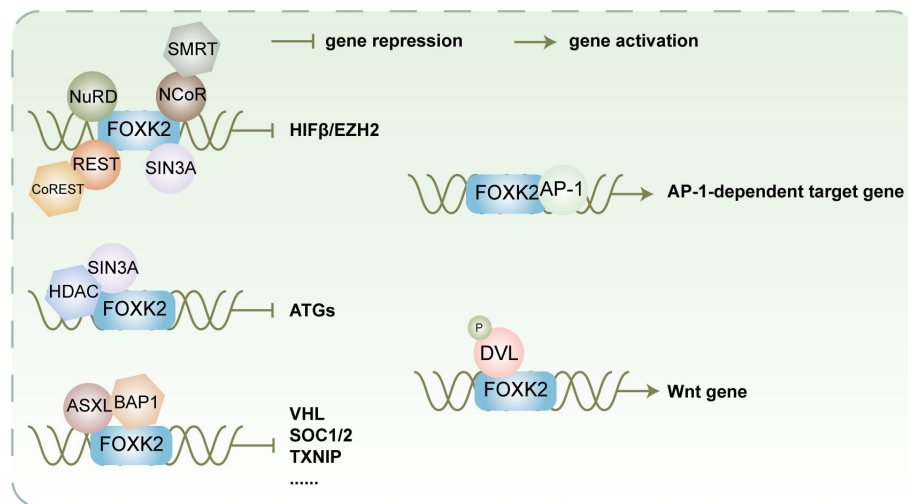 SMRT
gene repression
gene activation
NuRD
NCoR
FOXK2
HIFβ/EZH2
REST
SIN3A
CoREST
FOXK2
AP-1
AP-1-dependent target gene
SIN3A
HDAC
FOXK2
ATGs
P
DVL
FOXK2
Wnt gene
ASXL
BAP1
FOXK2
VHL
SOC1/2
TXNIP
......